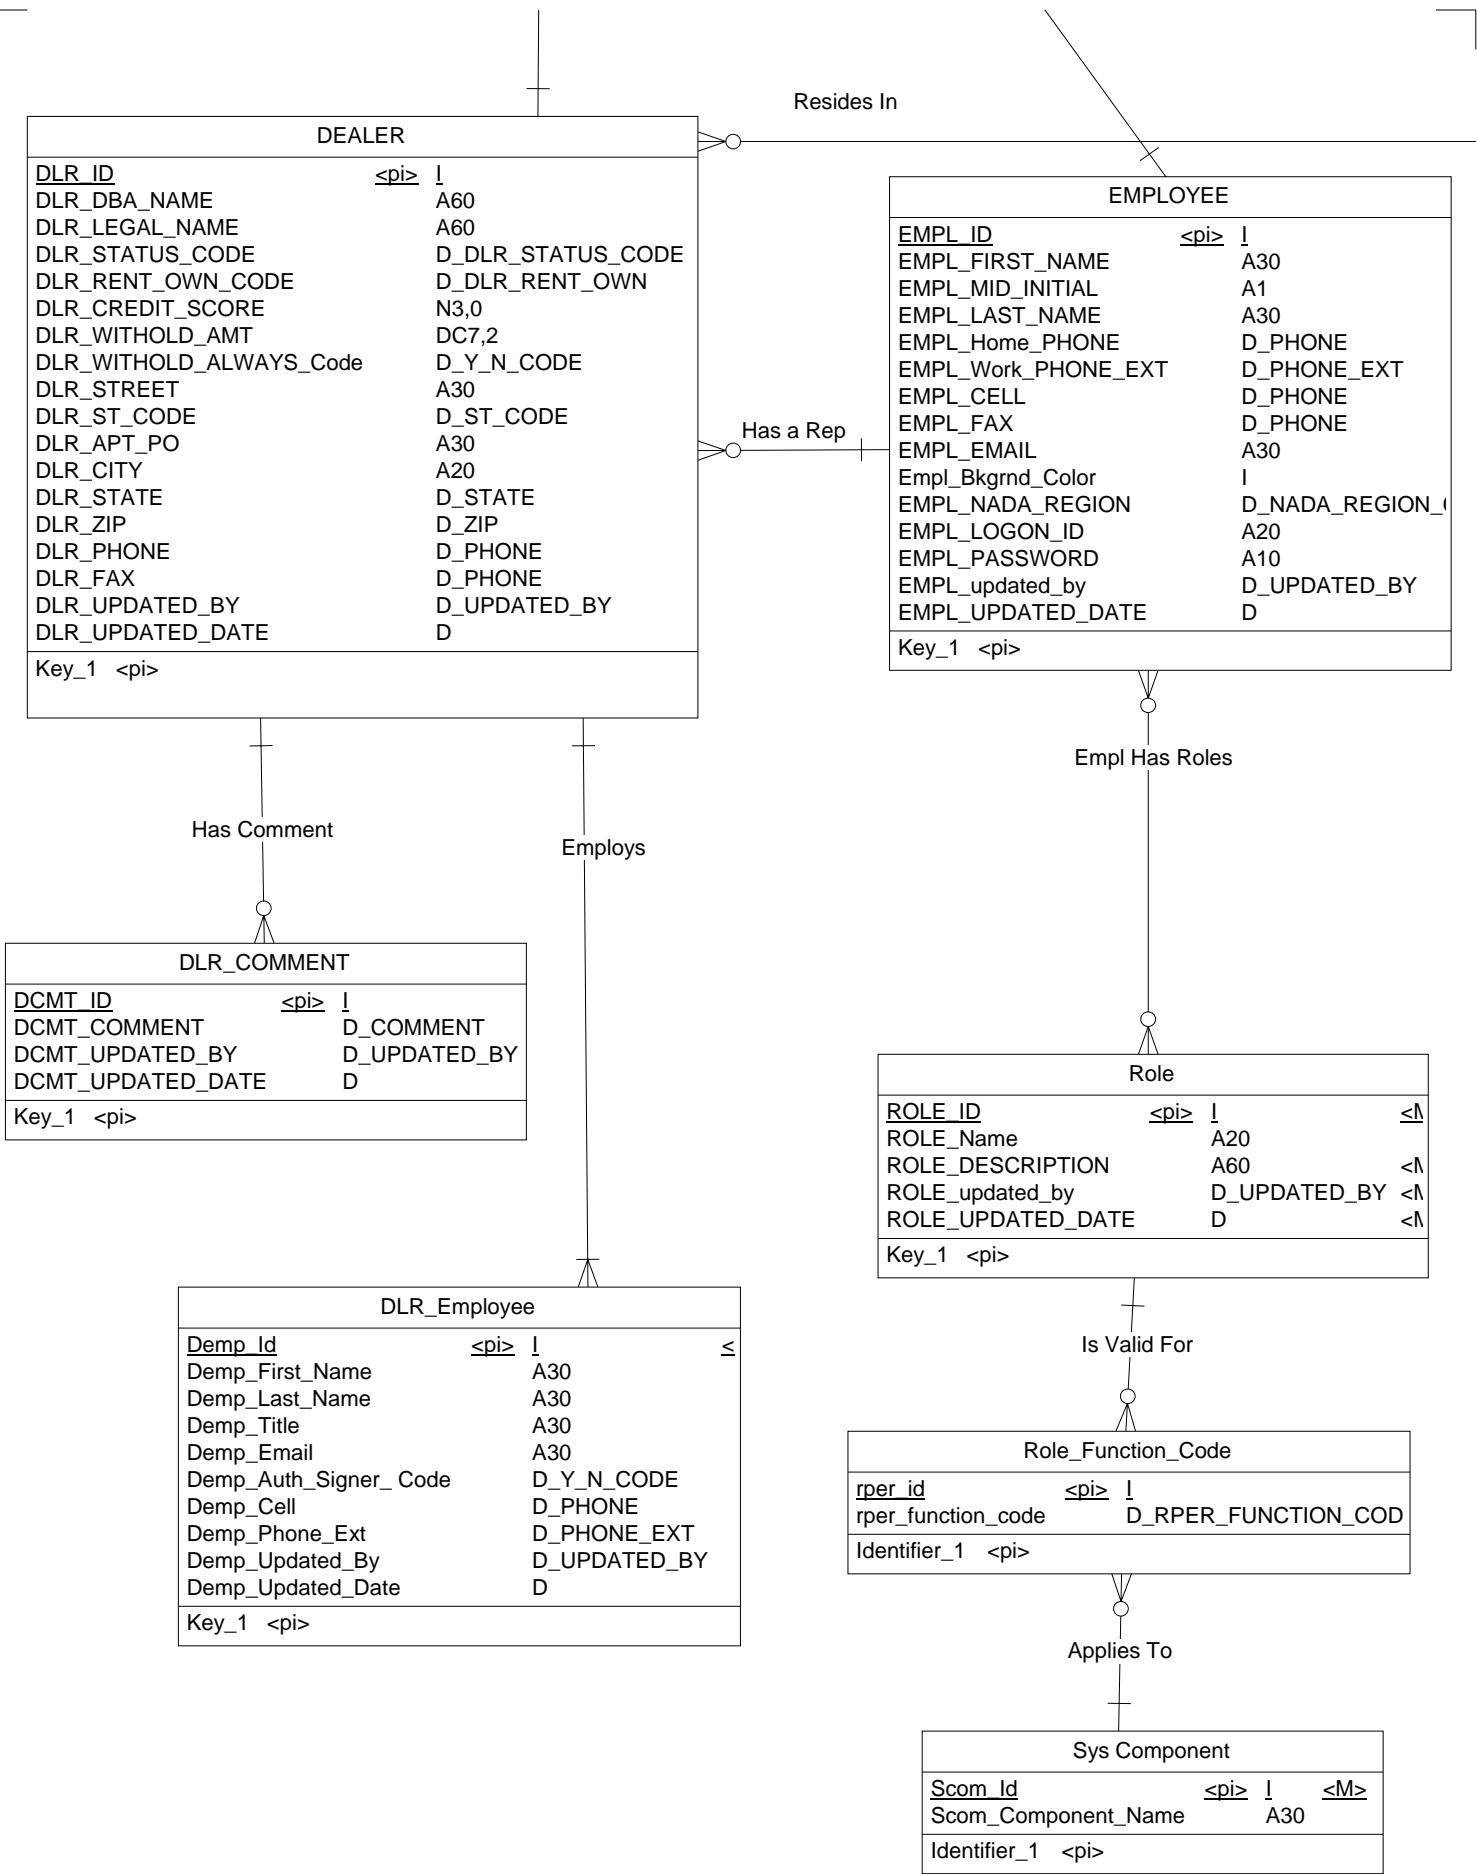 Resides In
DEALER
DLR_ID <pi> I
DLR_DBA_NAME A60
DLR_LEGAL_NAME A60
DLR_STATUS_CODE D_DLR_STATUS_CODE
DLR_RENT_OWN_CODE D_DLR_RENT_OWN
DLR_CREDIT_SCORE N3,0
DLR_WITHOLD_AMT DC7,2
DLR_WITHOLD_ALWAYS_Code D_Y_N_CODE
DLR_STREET A30
DLR_ST_CODE D_ST_CODE
DLR_APT_PO A30
DLR_CITY A20
DLR_STATE D_STATE
DLR_ZIP D_ZIP
DLR_PHONE D_PHONE
DLR_FAX D_PHONE
DLR_UPDATED_BY D_UPDATED_BY
DLR_UPDATED_DATE D
Key_1 <pi>
Has a Rep
EMPLOYEE
EMPL_ID <pi> I
EMPL_FIRST_NAME A30
EMPL_MID_INITIAL A1
EMPL_LAST_NAME A30
EMPL_Home_PHONE D_PHONE
EMPL_Work_PHONE_EXT D_PHONE_EXT
EMPL_CELL D_PHONE
EMPL_FAX D_PHONE
EMPL_EMAIL A30
Empl_Bkgrnd_Color I
EMPL_NADA_REGION D_NADA_REGION_
EMPL_LOGON_ID A20
EMPL_PASSWORD A10
EMPL_updated_by D_UPDATED_BY
EMPL_UPDATED_DATE D
Key_1 <pi>
Empl Has Roles
Has Comment
Employs
DLR_COMMENT
DCMT_ID <pi> I
DCMT_COMMENT D_COMMENT
DCMT_UPDATED_BY D_UPDATED_BY
DCMT_UPDATED_DATE D
Key_1 <pi>
Role
ROLE_ID <pi> I <M
ROLE_Name A20
ROLE_DESCRIPTION A60 <M
ROLE_updated_by D_UPDATED_BY <M
ROLE_UPDATED_DATE D <M
Key_1 <pi>
DLR_Employee
Demp_Id <pi> I <
Demp_First_Name A30
Demp_Last_Name A30
Demp_Title A30
Demp_Email A30
Demp_Auth_Signer_ Code D_Y_N_CODE
Demp_Cell D_PHONE
Demp_Phone_Ext D_PHONE_EXT
Demp_Updated_By D_UPDATED_BY
Demp_Updated_Date D
Key_1 <pi>
Is Valid For
Role_Function_Code
rper_id <pi> I
rper_function_code D_RPER_FUNCTION_COD
Identifier_1 <pi>
Applies To
Sys Component
Scom_Id <pi> I <M>
Scom_Component_Name A30
Identifier_1 <pi>